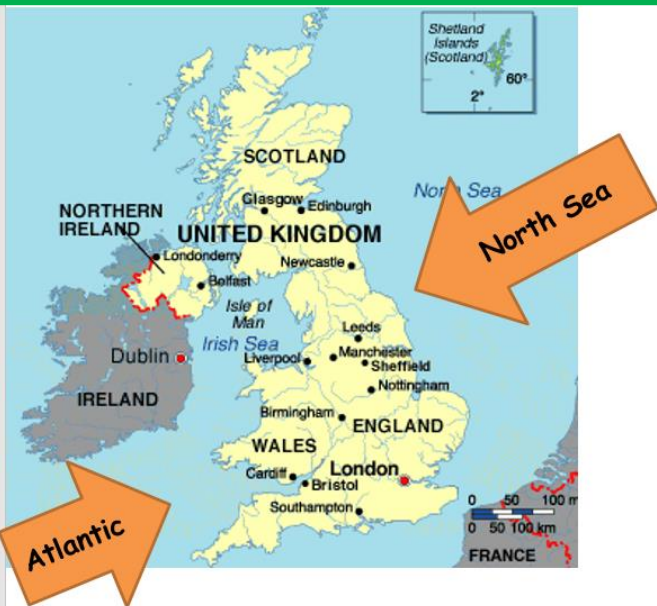 Shetland
Islands
(Scotland)
60°
2°
SCOTLAND
North Sea
North Sea
Glasgow
Edinburgh
NORTHERN
IRELAND
UNITED KINGDOM
Londonderry
Newcastle
Belfast
Isle of
Man
Irish Sea
Leeds
Dublin
Liverpool
Manchester
Sheffield
Nottingham
IRELAND
Birmingham
ENGLAND
WALES
Cardiff
London
Bristol
Southampton
0 50 100 m
0 50 100 km
FRANCE
Atlantic